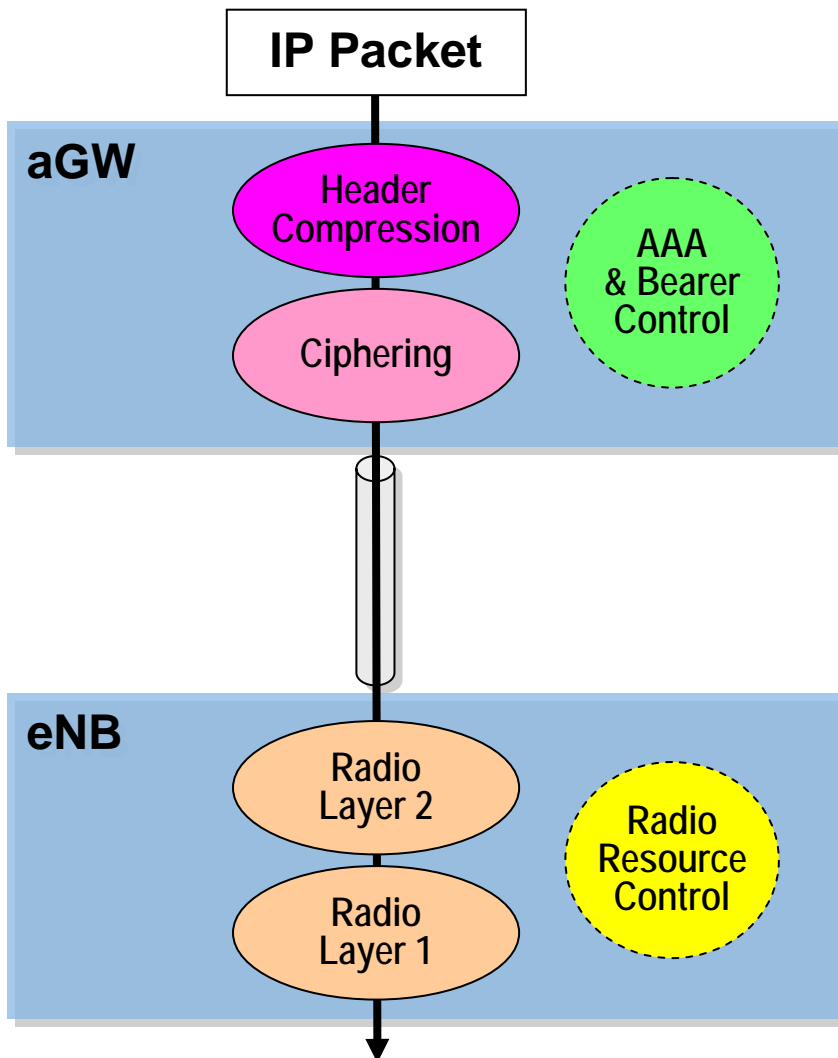 IP Packet
aGW
Header
Compression
AAA
& Bearer
Control
Ciphering
eNB
Radio
Layer 2
Radio
Resource
Control
Radio
Layer 1